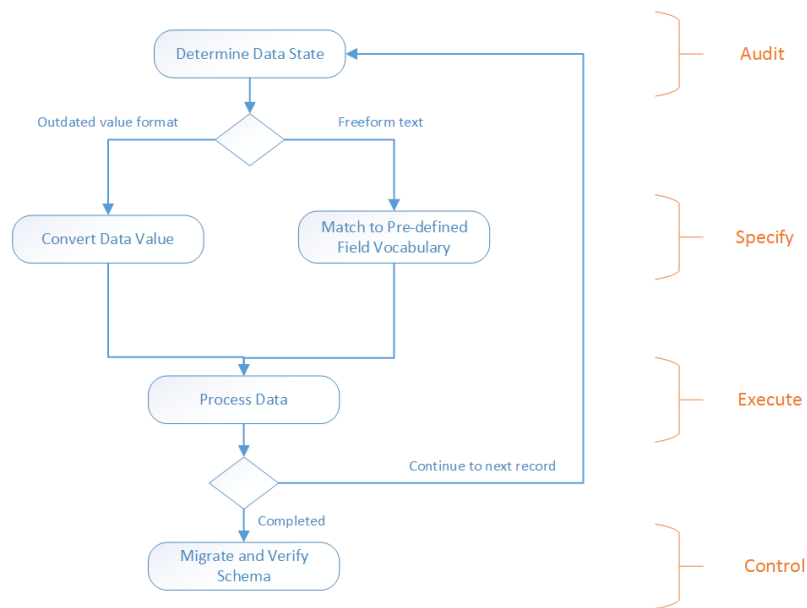 Determine Data State
Audit
Outdated value format
Freeform text
Convert Data Value
Match to Pre-defined
Field Vocabulary
Specify
Process Data
Execute
Continue to next record
Completed
Migrate and Verify
Schema
Control